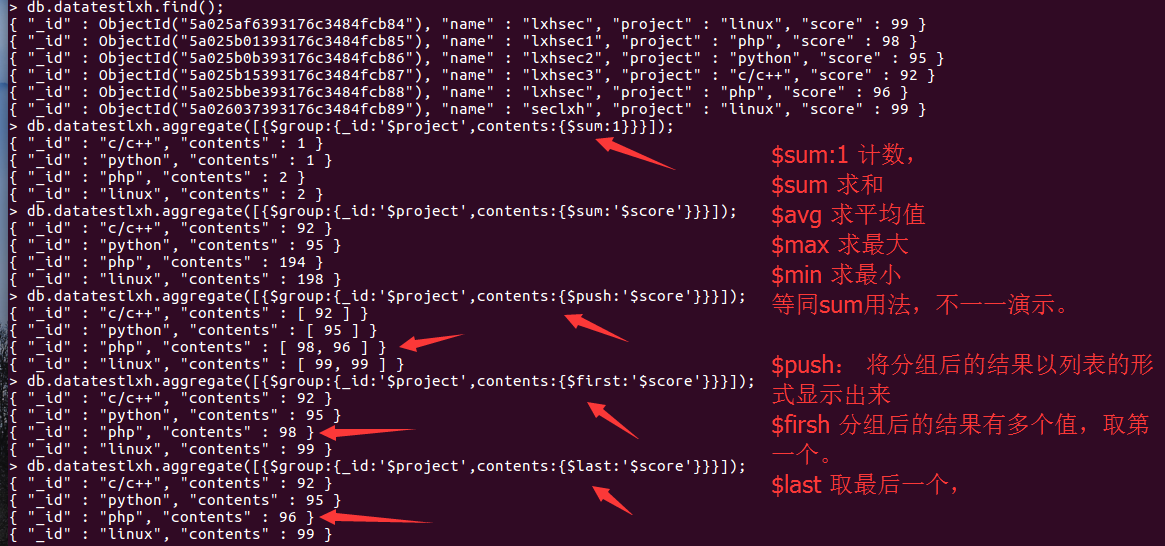 > db.datatestlxh.find();
{ "_id" : ObjectId("5a025af6393176c3484fcb84"), "name" : "lxhsec", "project" : "linux", "score" : 99 }
{ "_id" : ObjectId("5a025b01393176c3484fcb85"), "name" : "lxhsec1", "project" : "php", "score" : 98 }
{ "_id" : ObjectId("5a025b0b393176c3484fcb86"), "name" : "lxhsec2", "project" : "python", "score" : 95 }
{ "_id" : ObjectId("5a025b15393176c3484fcb87"), "name" : "lxhsec3", "project" : "c/c++", "score" : 92 }
{ "_id" : ObjectId("5a025bbe393176c3484fcb88"), "name" : "lxhsec", "project" : "php", "score" : 96 }
{ "_id" : ObjectId("5a026037393176c3484fcb89"), "name" : "seclxh", "project" : "linux", "score" : 99 }
> db.datatestlxh.aggregate([{$group:{_id:'$project',contents:{$sum:1}}}]);
{ "_id" : "c/c++", "contents" : 1 }
{ "_id" : "python", "contents" : 1 }
{ "_id" : "php", "contents" : 2 }
{ "_id" : "linux", "contents" : 2 }
> db.datatestlxh.aggregate([{$group:{_id:'$project',contents:{$sum:'$score'}}}]);
{ "_id" : "c/c++", "contents" : 92 }
{ "_id" : "python", "contents" : 95 }
{ "_id" : "php", "contents" : 194 }
{ "_id" : "linux", "contents" : 198 }
> db.datatestlxh.aggregate([{$group:{_id:'$project',contents:{$push:'$score'}}}]);
{ "_id" : "c/c++", "contents" : [ 92 ] }
{ "_id" : "python", "contents" : [ 95 ] }
{ "_id" : "php", "contents" : [ 98, 96 ] }
{ "_id" : "linux", "contents" : [ 99, 99 ] }
> db.datatestlxh.aggregate([{$group:{_id:'$project',contents:{$first:'$score'}}}]);
{ "_id" : "c/c++", "contents" : 92 }
{ "_id" : "python", "contents" : 95 }
{ "_id" : "php", "contents" : 98 }
{ "_id" : "linux", "contents" : 99 }
> db.datatestlxh.aggregate([{$group:{_id:'$project',contents:{$last:'$score'}}}]);
{ "_id" : "c/c++", "contents" : 92 }
{ "_id" : "python", "contents" : 95 }
{ "_id" : "php", "contents" : 96 }
{ "_id" : "linux", "contents" : 99 }
$sum:1 计数，
$sum 求和
$avg 求平均值
$max 求最大
$min 求最小
等同sum用法，不一一演示。
$push： 将分组后的结果以列表的形
式显示出来
$firsh 分组后的结果有多个值，取第
一个。
$last 取最后一个，